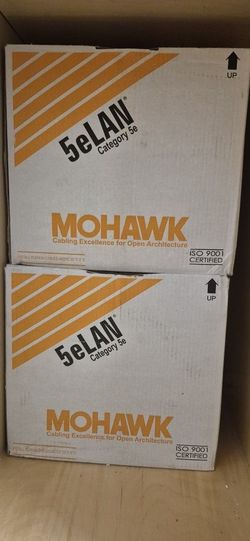 UP
5eLAN®
Category 5e
MOHAWK
Cabling Excellence for Open Architecture
ISO 9001
CERTIFIED
UP
5eLAN®
Category 5e
MOHAWK
Cabling Excellence for Open Architecture
ISO 9001
CERTIFIED